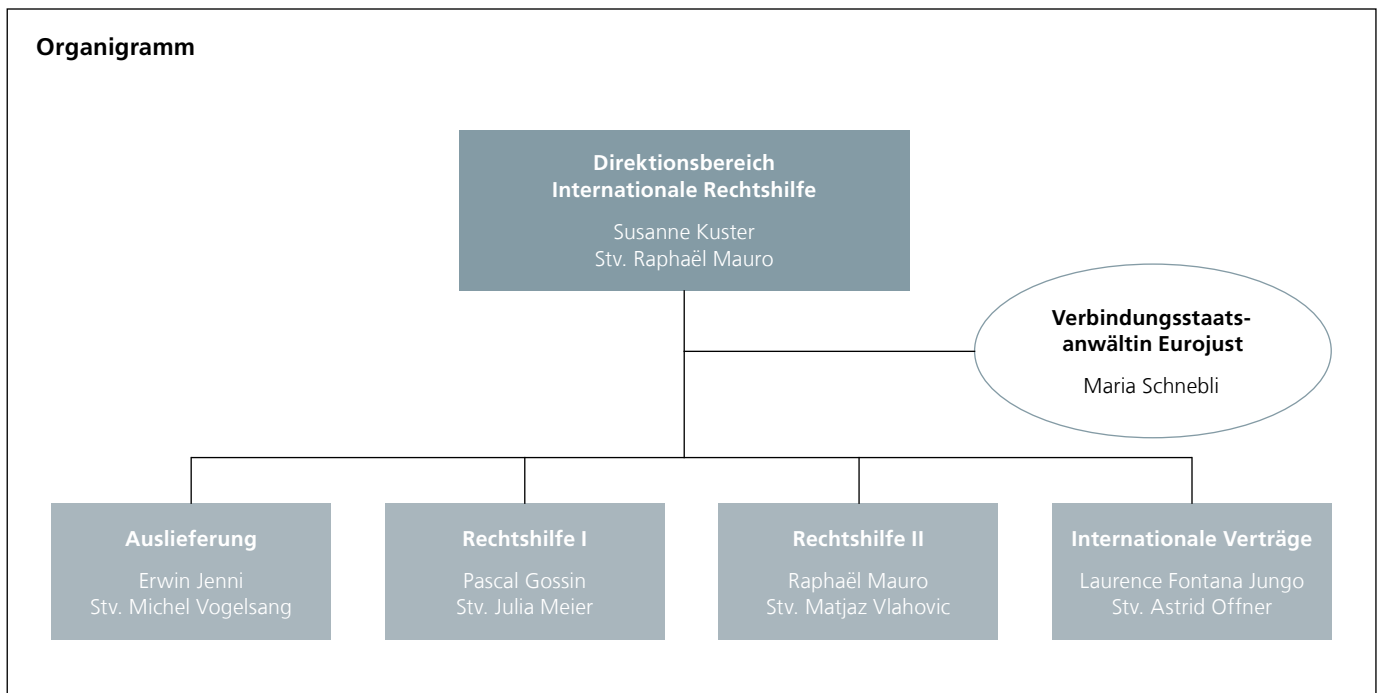 Organigramm
Direktionsbereich
Internationale Rechtshilfe
Susanne Kuster
Stv. Raphaël Mauro
Verbindungsstaats-
anwältin Eurojust
Maria Schnebli
Auslieferung
Erwin Jenni
Stv. Michel Vogelsang
Rechtshilfe I
Pascal Gossin
Stv. Julia Meier
Rechtshilfe II
Raphaël Mauro
Stv. Matjaz Vlahovic
Internationale Verträge
Laurence Fontana Jungo
Stv. Astrid Offner